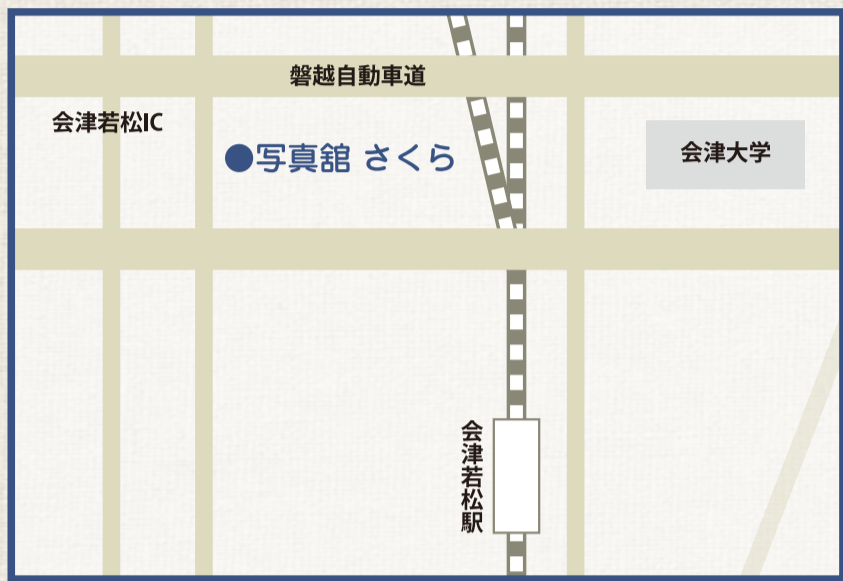 磐越自動車道
会津若松IC
●写真舘 さくら
会津大学
会津若松駅